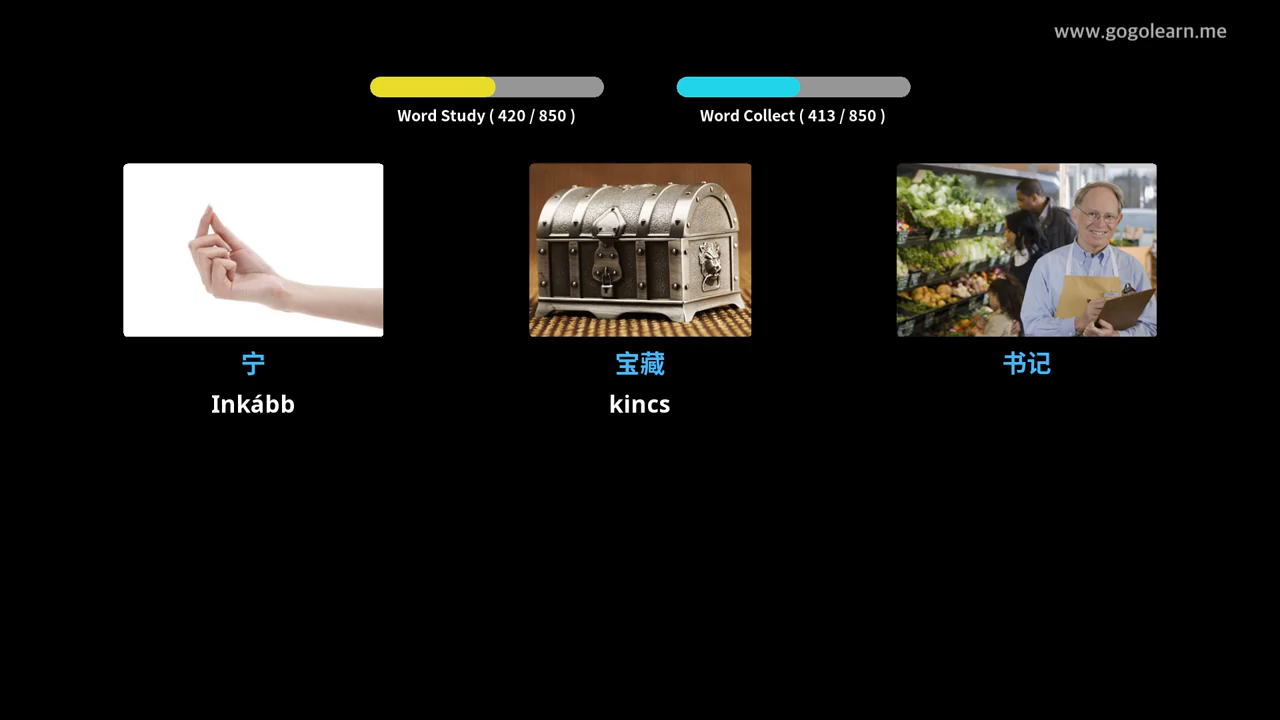 www.gogolearn.me
Word Study ( 420 / 850 )
Word Collect ( 413 / 850 )
宁
宝藏
书记
Inkább
kincs